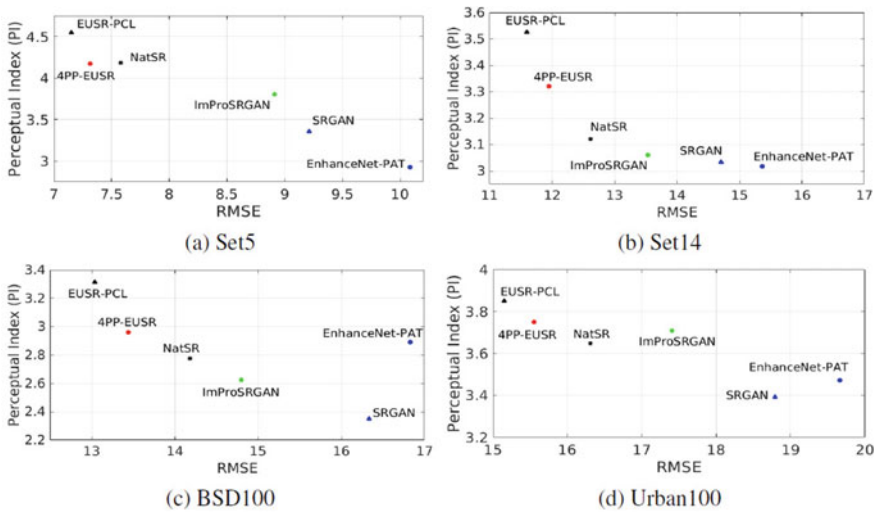 Perceptual Index (PI)
4.5
4
3.5
3
EUSR-PCL
4PP-EUSR
NatSR
ImProSRGAN
SRGAN
EnhanceNet-PAT
7 7.5 8 8.5 9 9.5 10
RMSE
(a) Set5
Perceptual Index (PI)
3.6
3.5
3.4
3.3
3.2
3.1
3
EUSR-PCL
4PP-EUSR
NatSR
ImProSRGAN
SRGAN
EnhanceNet-PAT
11 12 13 14 15 16 17
RMSE
(b) Set14
Perceptual Index (PI)
3.4
3.2
3
2.8
2.6
2.4
2.2
EUSR-PCL
4PP-EUSR
EnhanceNet-PAT
NatSR
ImProSRGAN
SRGAN
13 14 15 16 17
RMSE
(c) BSD100
Perceptual Index (PI)
4
3.8
3.6
3.4
3.2
EUSR-PCL
4PP-EUSR
NatSR
ImProSRGAN
EnhanceNet-PAT
SRGAN
15 16 17 18 19 20
RMSE
(d) Urban100